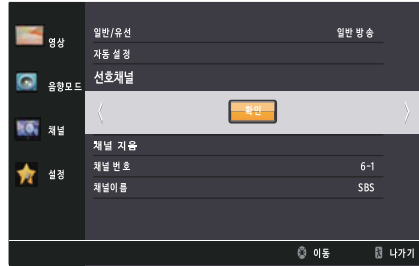 영상
음향모드
채널
설정
일반/유선 일반 방송
자동 설정
선호채널
확인
채널 지움
채널 번호 6-1
채널이름 SBS
이동 나가기